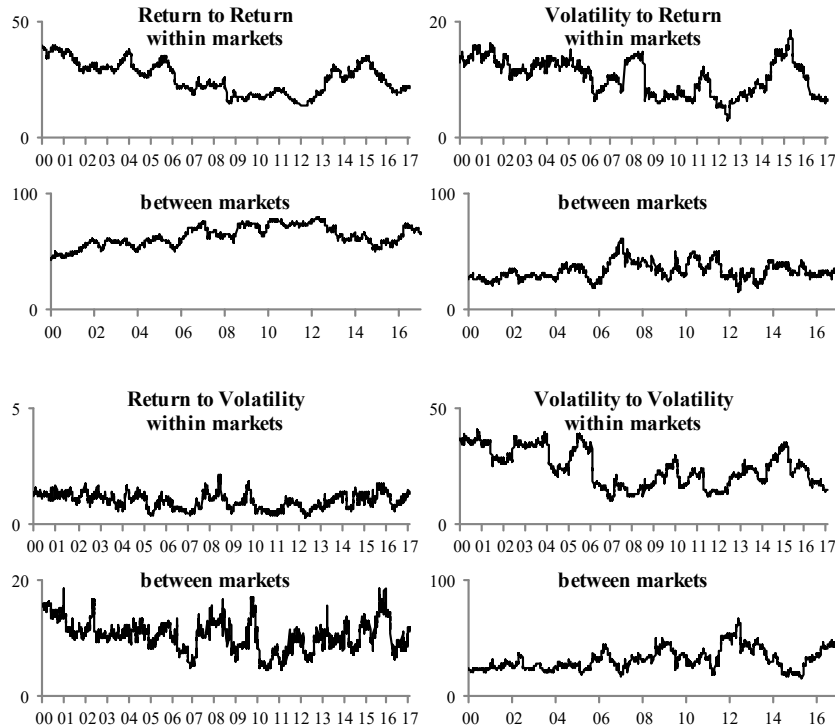 Return to Return
within markets
50
0
00 01 02 03 04 05 06 07 08 09 10 11 12 13 14 15 16 17
between markets
100
0
00 02 04 06 08 10 12 14 16
Volatility to Return
within markets
20
0
00 01 02 03 04 05 06 07 08 09 10 11 12 13 14 15 16 17
between markets
100
0
00 02 04 06 08 10 12 14 16
Return to Volatility
within markets
5
0
00 01 02 03 04 05 06 07 08 09 10 11 12 13 14 15 16 17
between markets
20
0
00 01 02 03 04 05 06 07 08 09 10 11 12 13 14 15 16 17
Volatility to Volatility
within markets
50
0
00 01 02 03 04 05 06 07 08 09 10 11 12 13 14 15 16 17
between markets
100
0
00 02 04 06 08 10 12 14 16